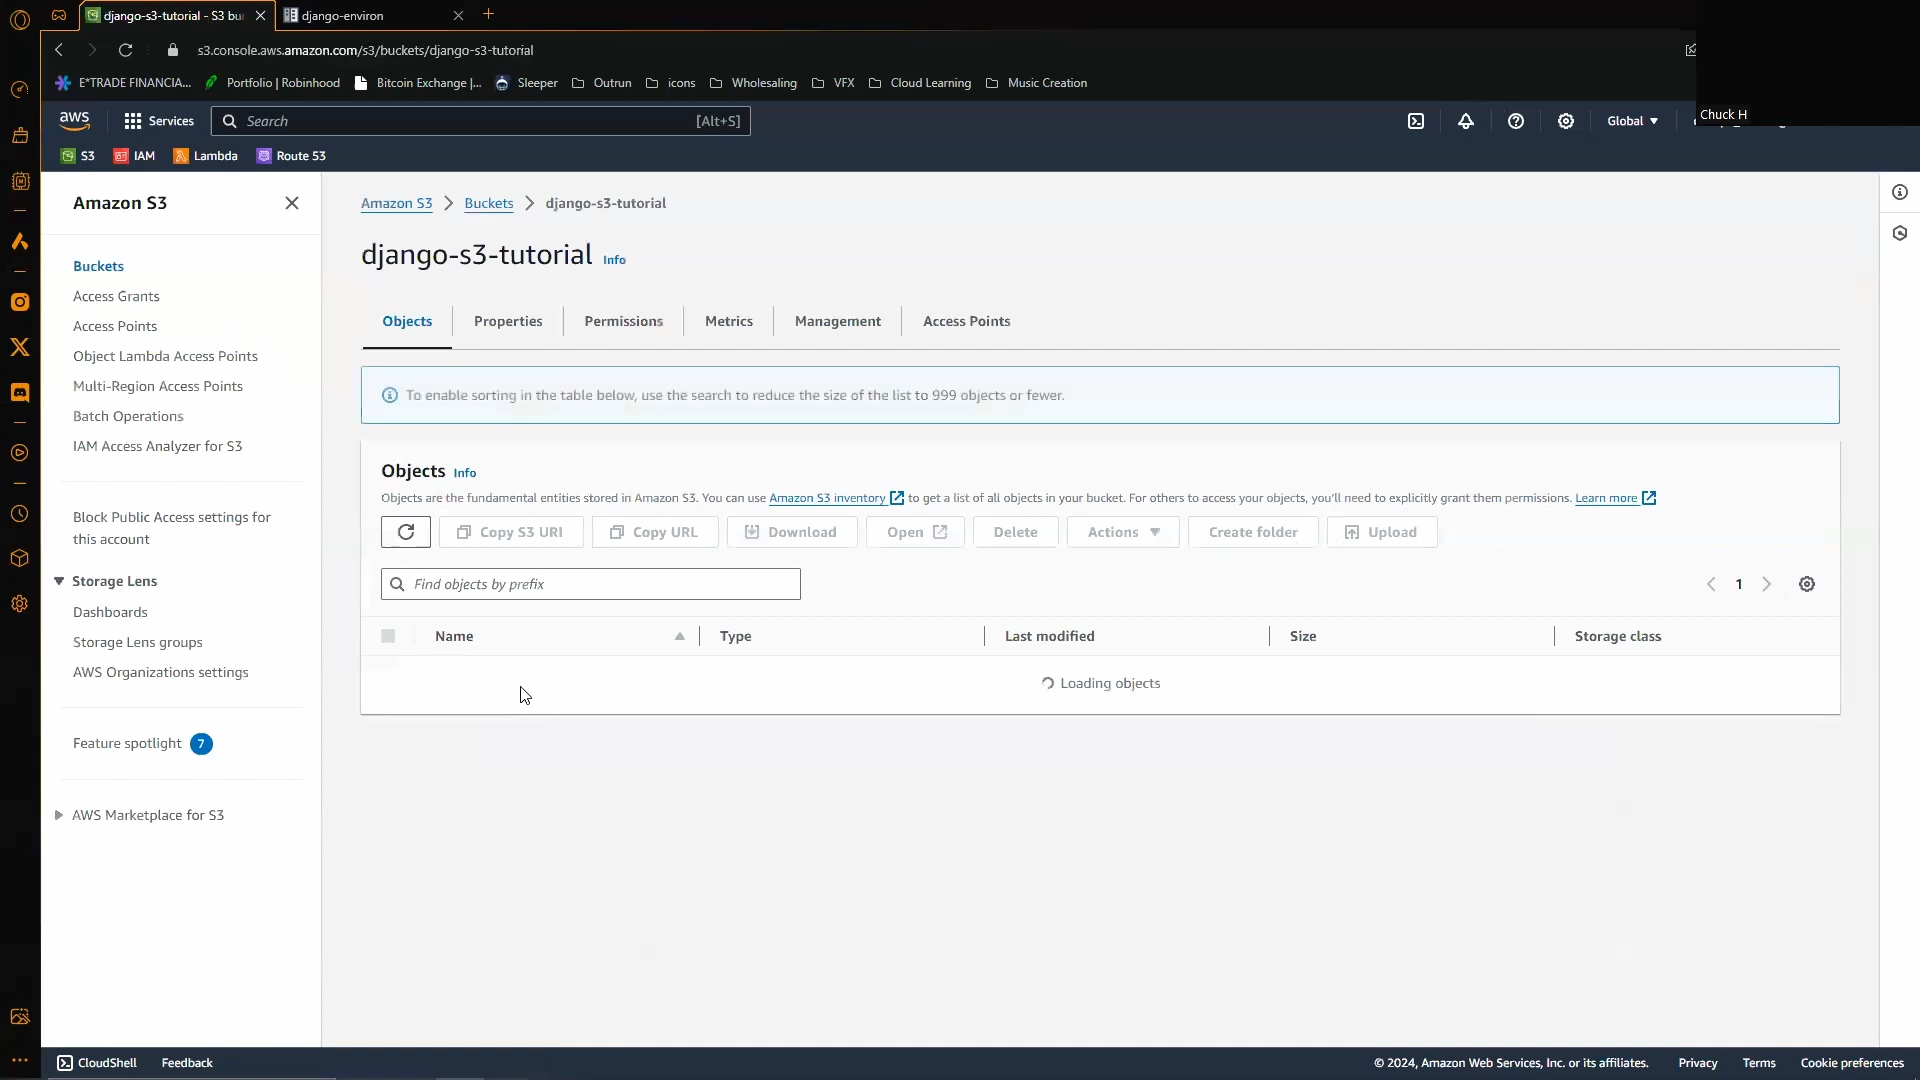 django-s3-tutorial - S3 bu
django-environ
s3.console.aws.amazon.com/s3/buckets/django-s3-tutorial
E*TRADE FINANCIA...
Portfolio | Robinhood
Bitcoin Exchange |...
Sleeper
Outrun
icons
Wholesaling
VFX
Cloud Learning
Music Creation
Chuck H
aws
Services
Search
[Alt+S]
Global
S3
IAM
Lambda
Route 53
Amazon S3
Buckets
Access Grants
Access Points
Object Lambda Access Points
Multi-Region Access Points
Batch Operations
IAM Access Analyzer for S3
Block Public Access settings for
this account
Storage Lens
Dashboards
Storage Lens groups
AWS Organizations settings
Feature spotlight 7
AWS Marketplace for S3
Amazon S3 > Buckets > django-s3-tutorial
django-s3-tutorial Info
Objects
Properties
Permissions
Metrics
Management
Access Points
To enable sorting in the table below, use the search to reduce the size of the list to 999 objects or fewer.
Objects Info
Objects are the fundamental entities stored in Amazon S3. You can use Amazon S3 inventory to get a list of all objects in your bucket. For others to access your objects, you'll need to explicitly grant them permissions. Learn more
Copy S3 URI
Copy URL
Download
Open
Delete
Actions
Create folder
Upload
Find objects by prefix
1
Name
Type
Last modified
Size
Storage class
Loading objects
CloudShell
Feedback
© 2024, Amazon Web Services, Inc. or its affiliates.
Privacy
Terms
Cookie preferences